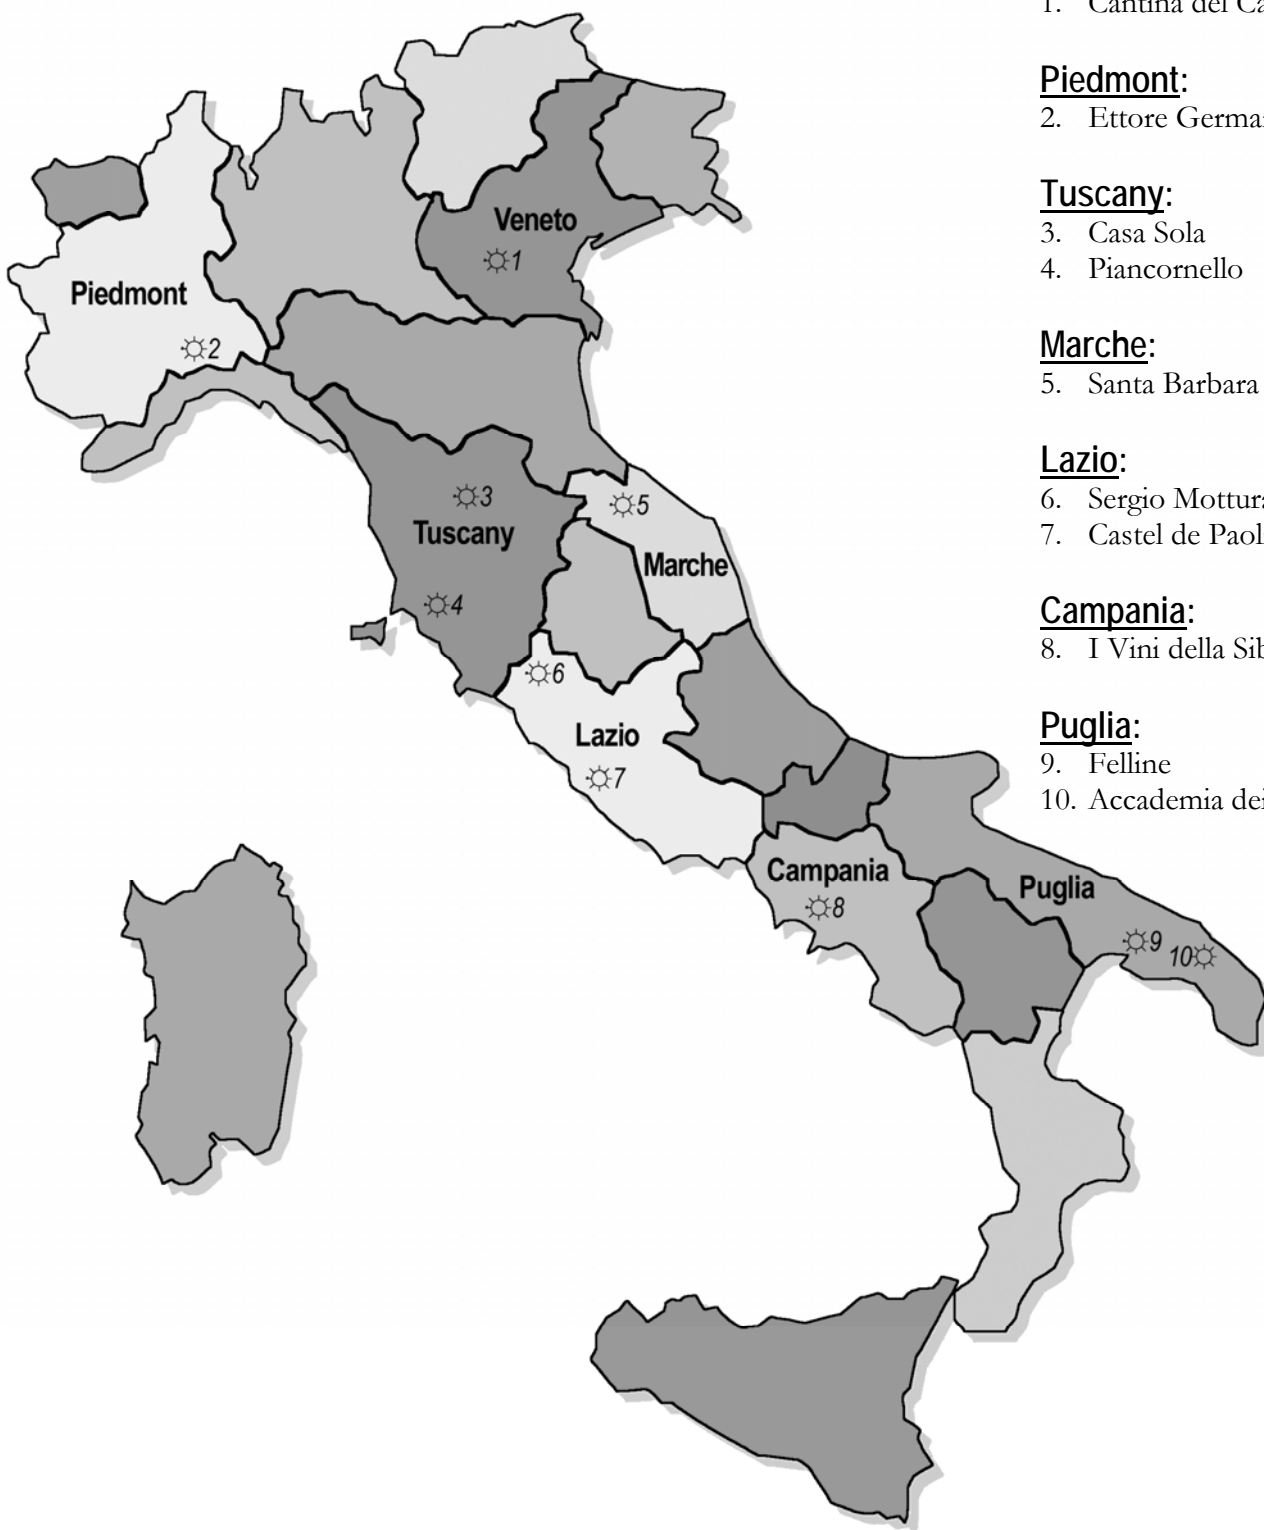 1. Cantina del Ca
Piedmont:
2. Ettore Germa
Tuscany:
3. Casa Sola
4. Piancornello
Marche:
5. Santa Barbara
Lazio:
6. Sergio Mottura
7. Castel de Paol
Campania:
8. I Vini della Sib
Puglia:
9. Felline
10. Accademia dei
Veneto
1
Piedmont
2
3
Tuscany
4
5
Marche
6
Lazio
7
Campania
8
Puglia
9
10